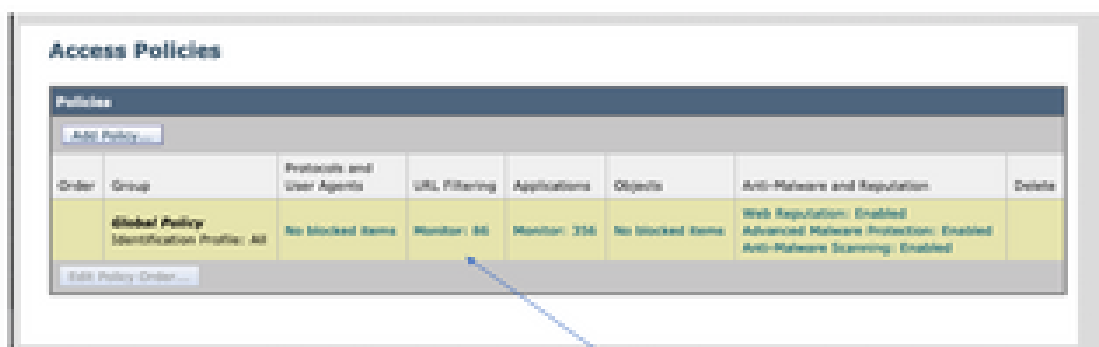 Access Policies
Policies
Add Policy...
Order Group Protocols and User Agents URL Filtering Applications Objects Anti-Malware and Reputation Delete
Global Policy
Identification Profile: All
No blocked items
Monitor: 86
Monitor: 356
No blocked items
Web Reputation: Enabled
Advanced Malware Protection: Enabled
Anti-Malware Scanning: Enabled
Edit Policy Order...